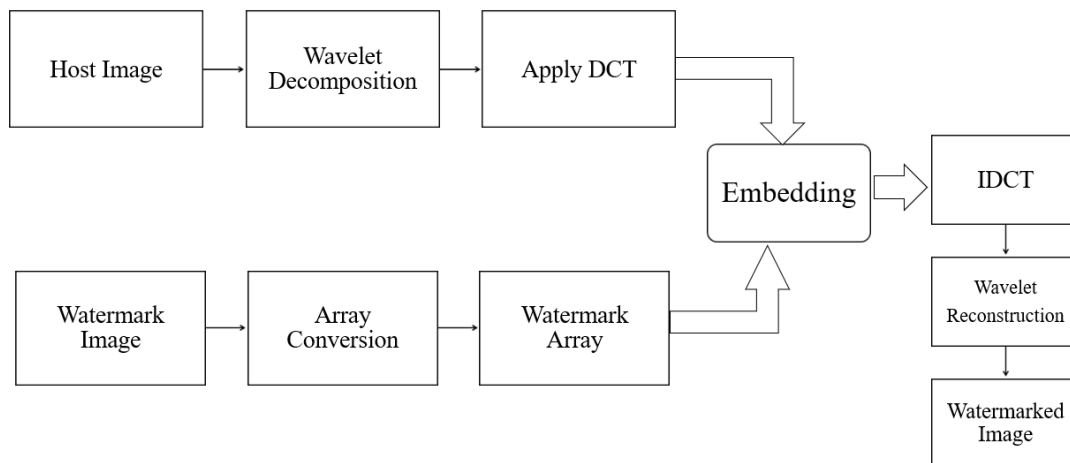 Host Image
Wavelet
Decomposition
Apply DCT
Embedding
IDCT
Watermark
Image
Array
Conversion
Watermark
Array
Wavelet
Reconstruction
Watermarked
Image